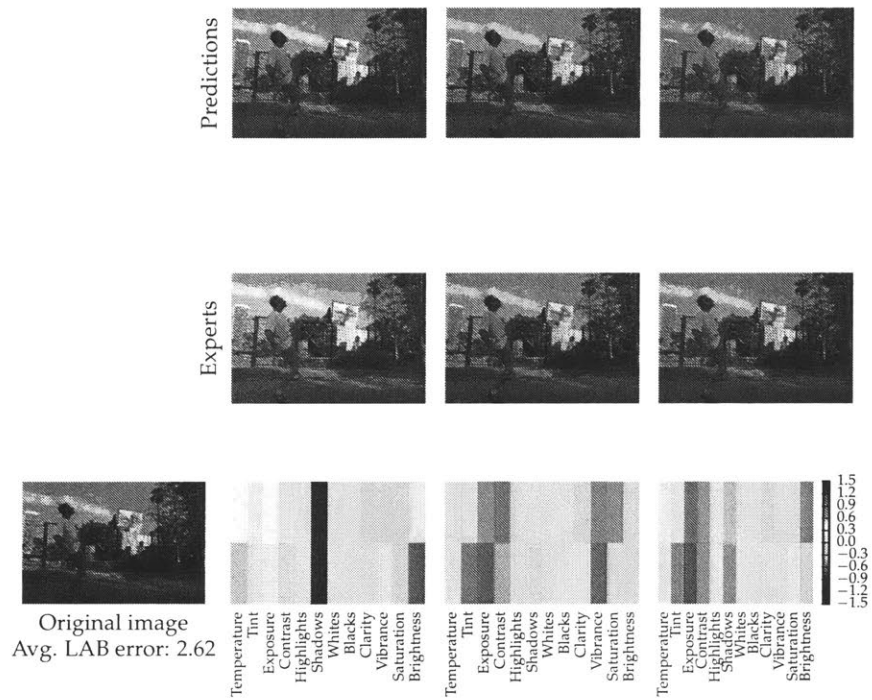 Predictions
Experts
Original image
Avg. LAB error: 2.62
Temperature
Tint
Exposure
Contrast
Highlights
Shadows
Whites
Blacks
Clarity
Vibrance
Saturation
Brightness
Temperature
Tint
Exposure
Contrast
Highlights
Shadows
Whites
Blacks
Clarity
Vibrance
Saturation
Brightness
Temperature
Tint
Exposure
Contrast
Highlights
Shadows
Whites
Blacks
Clarity
Vibrance
Saturation
Brightness
1.5
1.2
0.9
0.6
0.3
0.0
−0.3
−0.6
−0.9
−1.2
−1.5